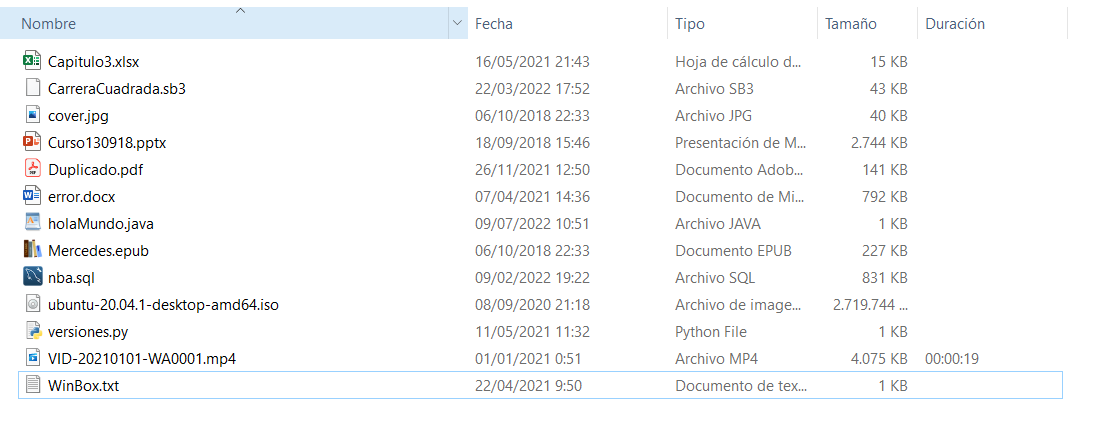 Nombre Fecha Tipo Tamaño Duración
Capitulo3.xlsx 16/05/2021 21:43 Hoja de cálculo d... 15 KB
CarreraCuadrada.sb3 22/03/2022 17:52 Archivo SB3 43 KB
cover.jpg 06/10/2018 22:33 Archivo JPG 40 KB
Curso130918.pptx 18/09/2018 15:46 Presentación de M... 2.744 KB
Duplicado.pdf 26/11/2021 12:50 Documento Adob... 141 KB
error.docx 07/04/2021 14:36 Documento de Mi... 792 KB
holaMundo.java 09/07/2022 10:51 Archivo JAVA 1 KB
Mercedes.epub 06/10/2018 22:33 Documento EPUB 227 KB
nba.sql 09/02/2022 19:22 Archivo SQL 831 KB
ubuntu-20.04.1-desktop-amd64.iso 08/09/2020 21:18 Archivo de image... 2.719.744 ...
versiones.py 11/05/2021 11:32 Python File 1 KB
VID-20210101-WA0001.mp4 01/01/2021 0:51 Archivo MP4 4.075 KB 00:00:19
WinBox.txt 22/04/2021 9:50 Documento de tex... 1 KB